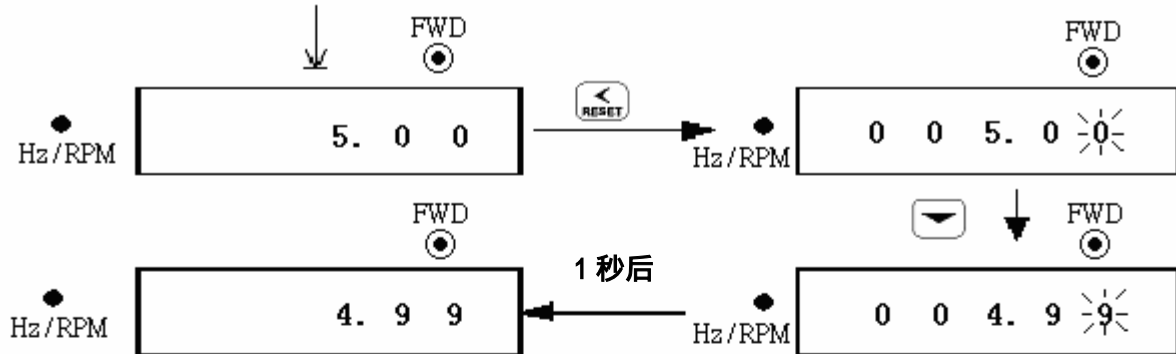 FWD
FWD
Hz/RPM
5. 0 0
< RESET
Hz/RPM
0 0 5. 0 0
FWD
FWD
Hz/RPM
4. 9 9
1 秒后
Hz/RPM
0 0 4. 9 9